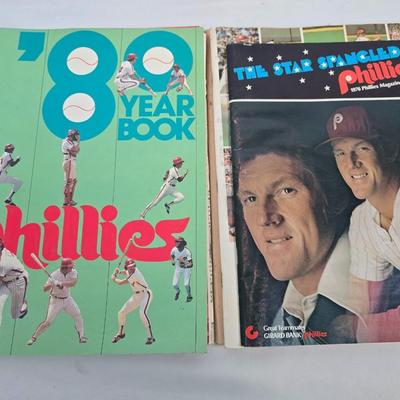 '80
YEAR
BOOK
phillies
THE STAR SPANGLED
phillies
1976 Phillies Magazine
Great Teammates
GIRARD BANK/phillies